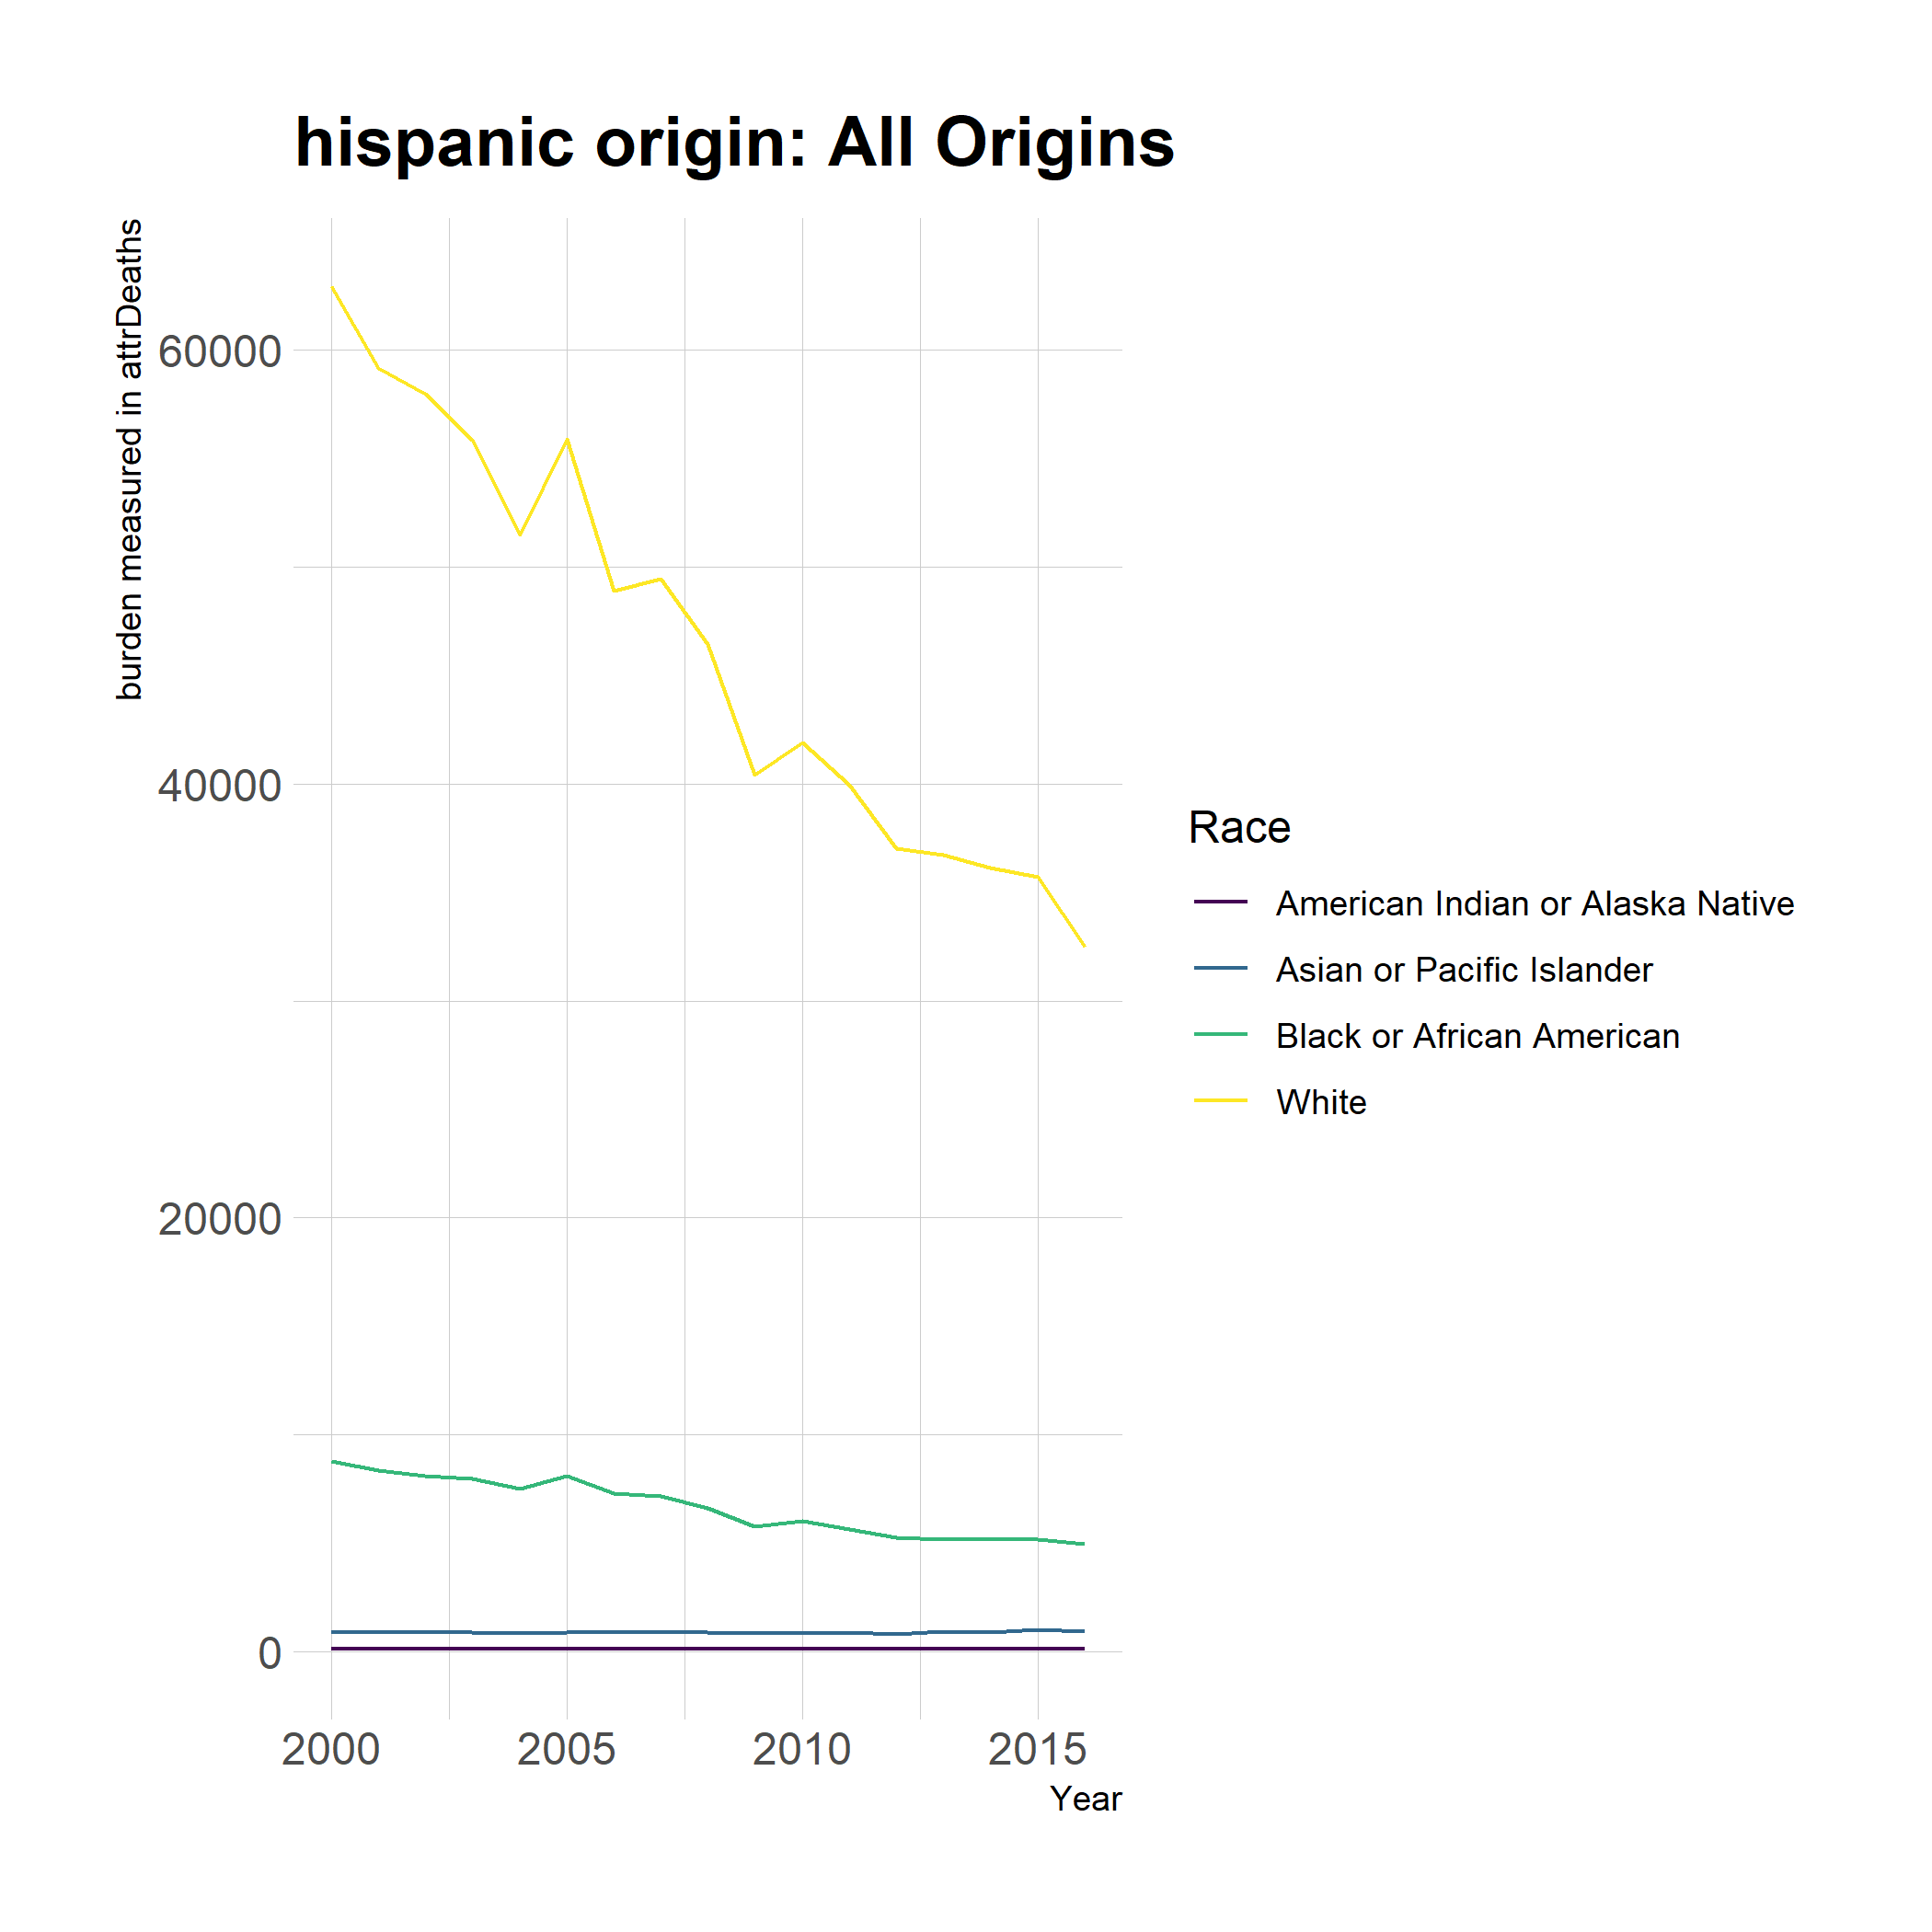 hispanic origin: All Origins
burden measured in attrDeaths
60000
40000
20000
0
2000 2005 2010 2015
Year
Race
American Indian or Alaska Native
Asian or Pacific Islander
Black or African American
White